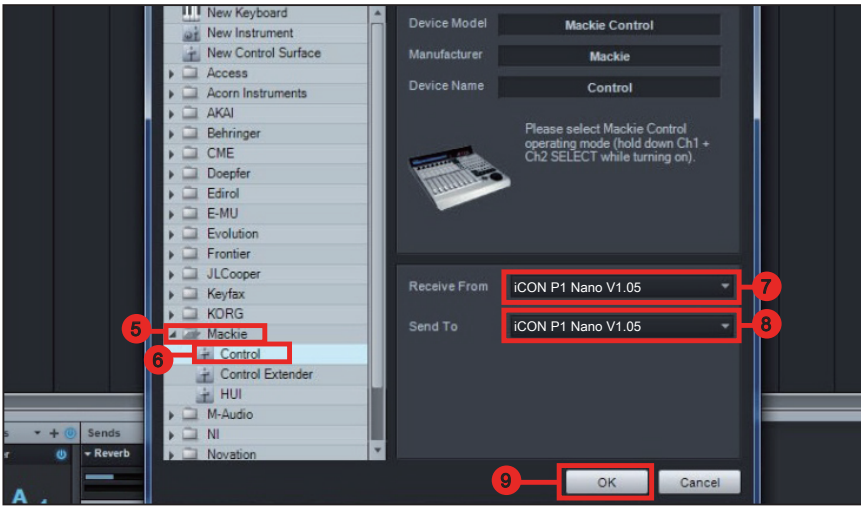 New Keyboard
New Instrument
New Control Surface
Access
Acorn Instruments
AKAI
Behringer
CME
Doepfer
Edirol
E-MU
Evolution
Frontier
JLCooper
Keyfax
KORG
5 Mackie
6 Control
Control Extender
HUI
M-Audio
NI
Novation
Device Model Mackie Control
Manufacturer Mackie
Device Name Control
Please select Mackie Control
operating mode (hold down Ch1 +
Ch2 SELECT while turning on).
Receive From iCON P1 Nano V1.05 7
Send To iCON P1 Nano V1.05 8
9 OK Cancel
s + Sends
r Reverb
A